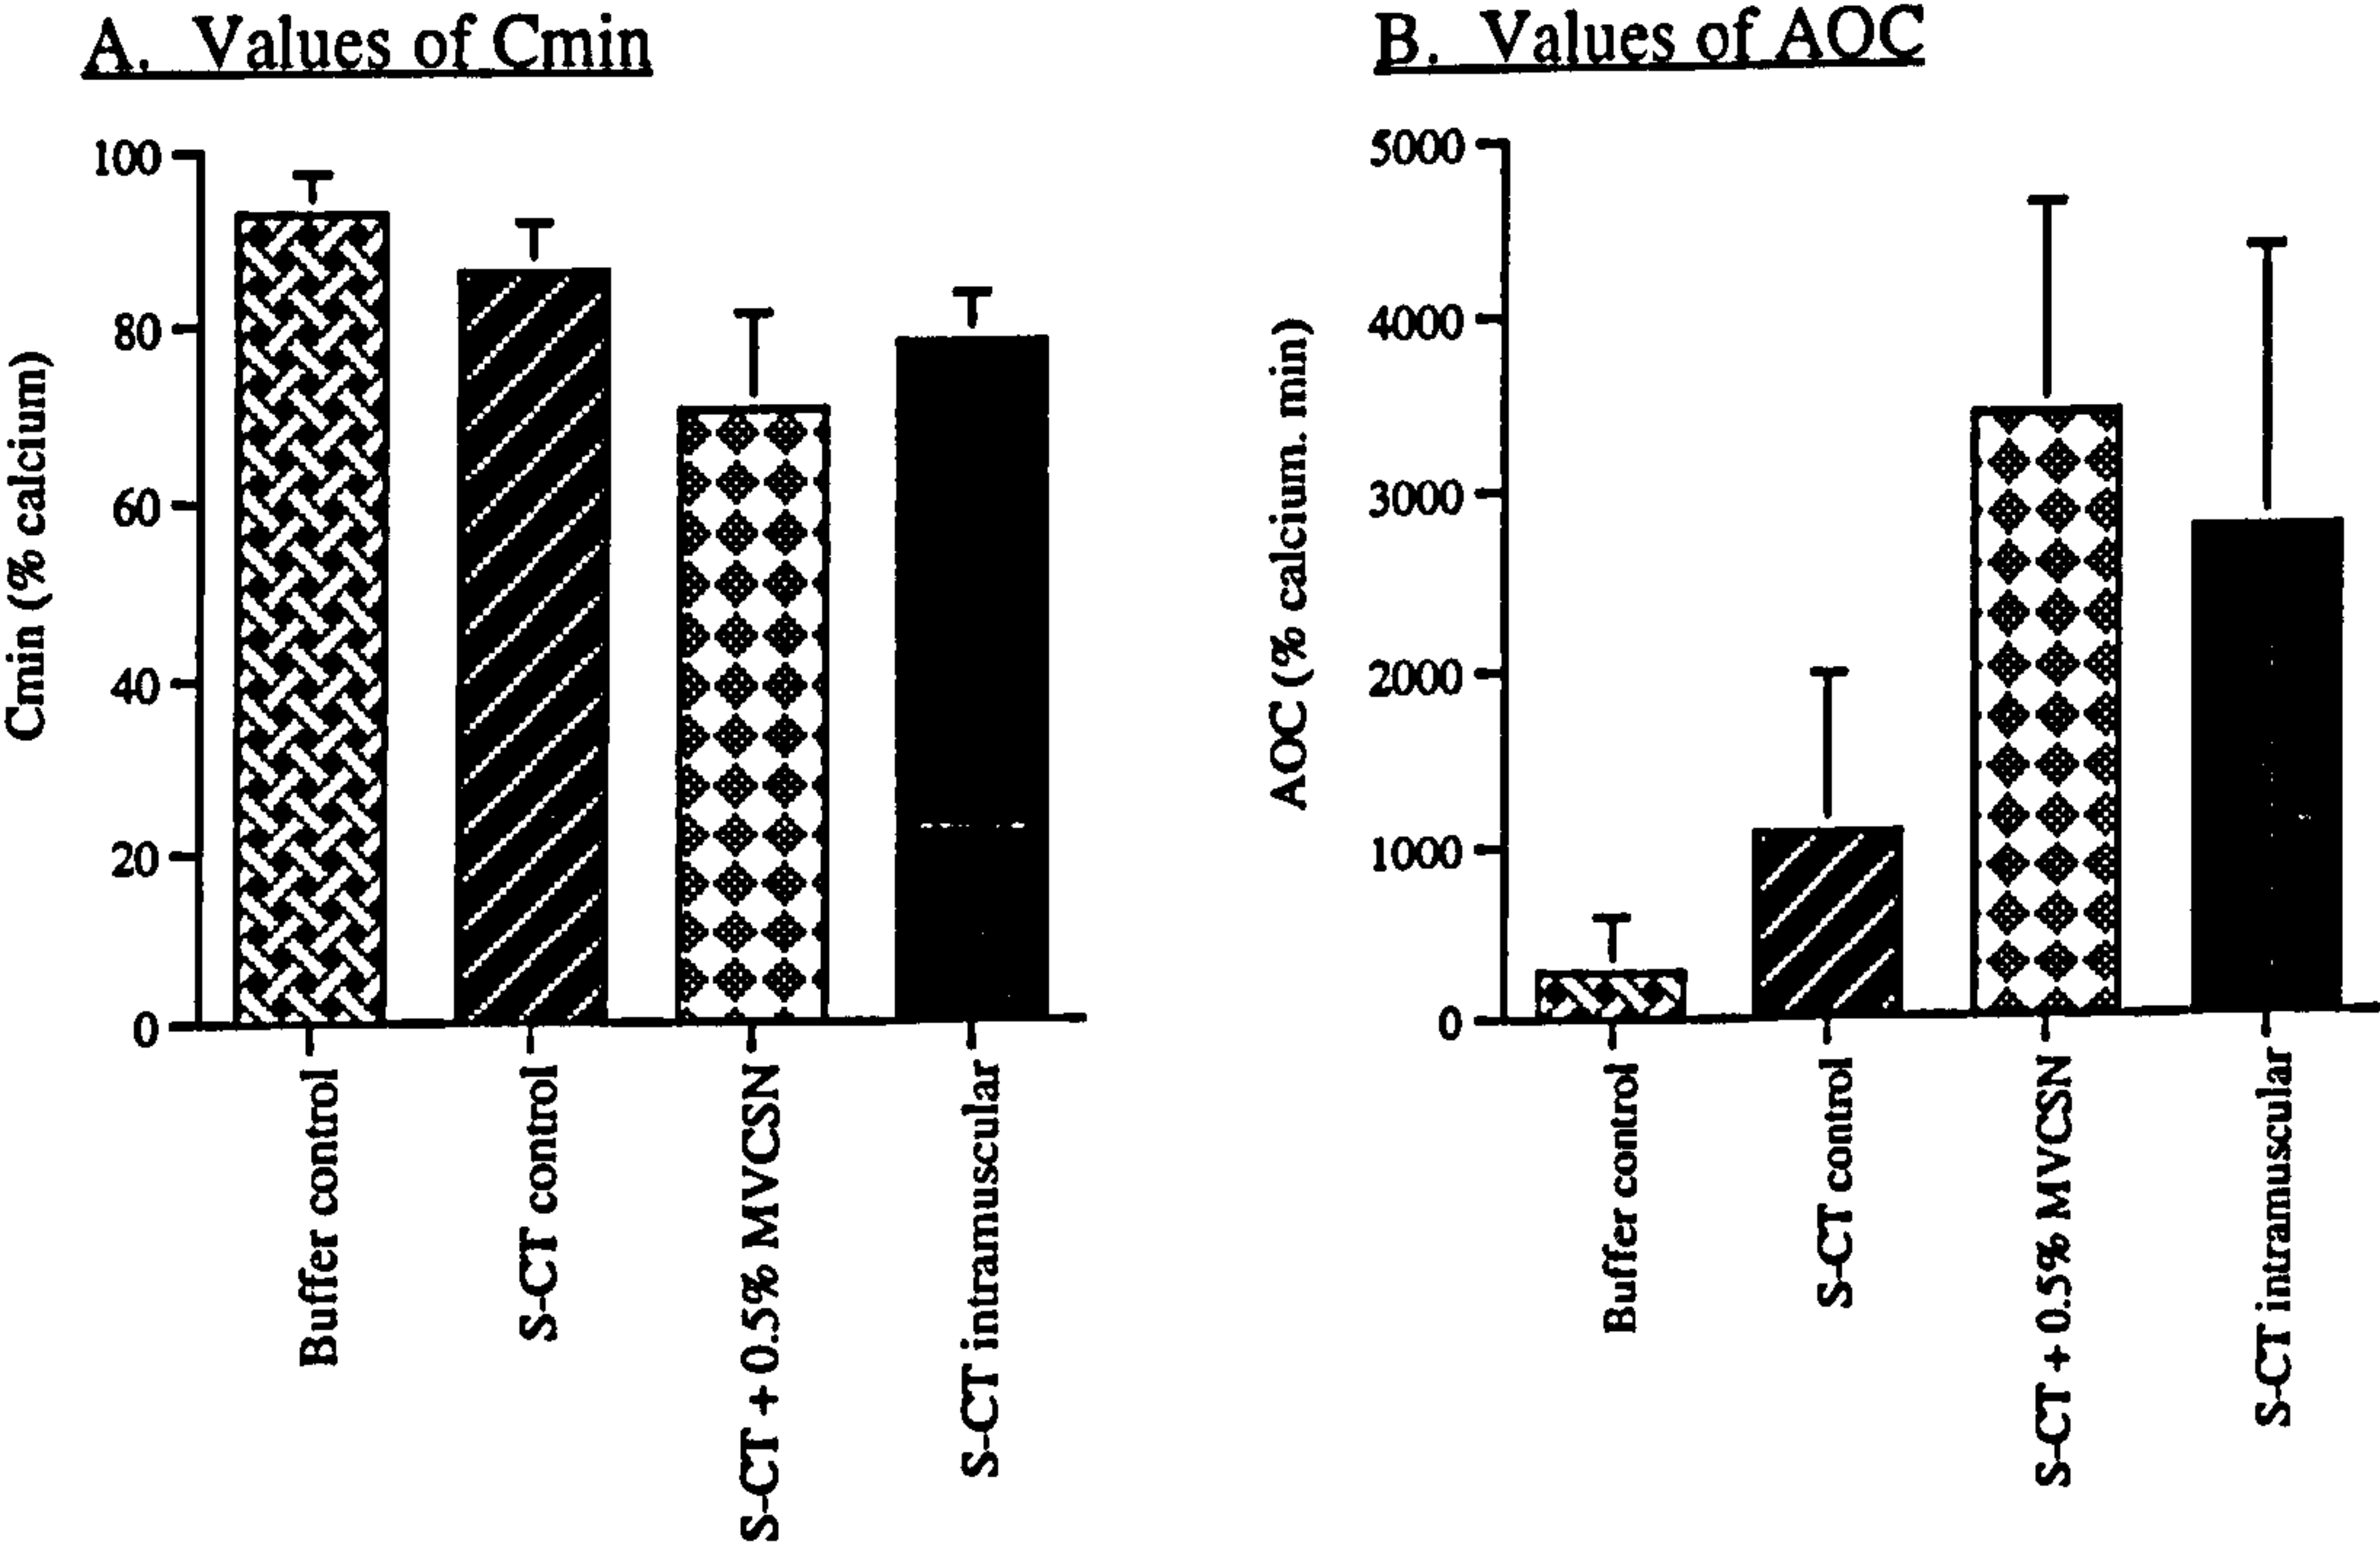 A. Values of Cmin
Cmin (% calcium)
100
80
60
40
20
0
Buffer control
S-CT control
S-CT + 0.5% MVCSN
S-CT intramuscular
B. Values of AOC
AOC (% calcium. min)
5000
4000
3000
2000
1000
0
Buffer control
S-CT control
S-CT + 0.5% MVCSN
S-CT intramuscular